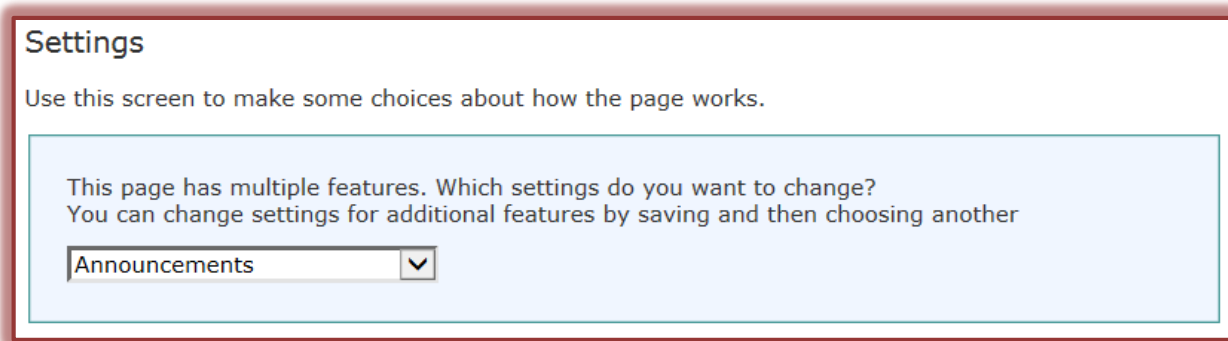 Settings
Use this screen to make some choices about how the page works.
This page has multiple features. Which settings do you want to change?
You can change settings for additional features by saving and then choosing another
Announcements